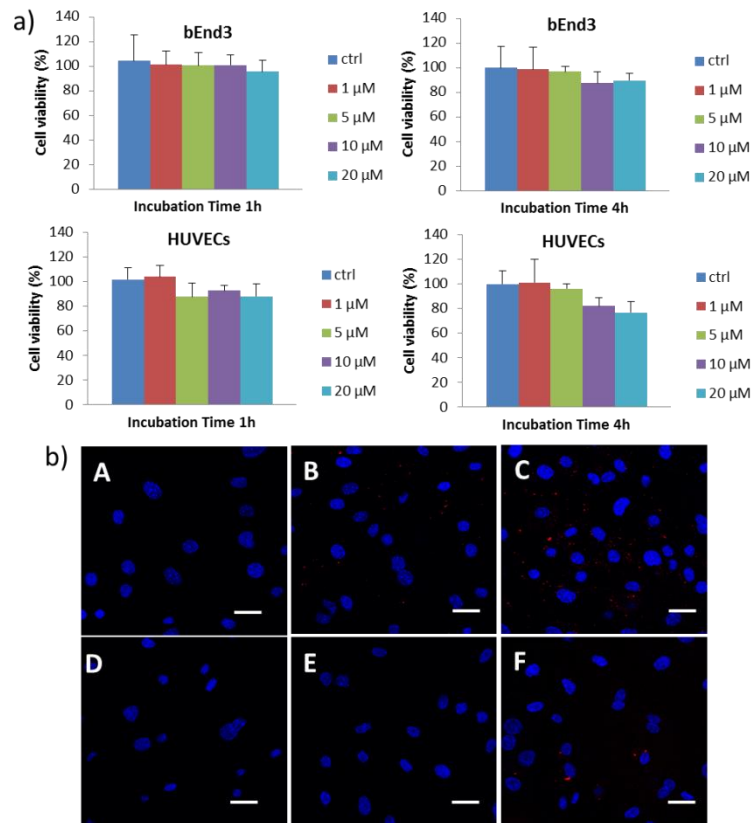 a)
bEnd3
Cell viability (%)
140
120
100
80
60
40
20
0
Incubation Time 1h
ctrl
1 µM
5 µM
10 µM
20 µM
bEnd3
Cell viability (%)
140
120
100
80
60
40
20
0
Incubation Time 4h
ctrl
1 µM
5 µM
10 µM
20 µM
HUVECs
Cell viability (%)
140
120
100
80
60
40
20
0
Incubation Time 1h
ctrl
1 µM
5 µM
10 µM
20 µM
HUVECs
Cell viability (%)
140
120
100
80
60
40
20
0
Incubation Time 4h
ctrl
1 µM
5 µM
10 µM
20 µM
b)
A
B
C
D
E
F